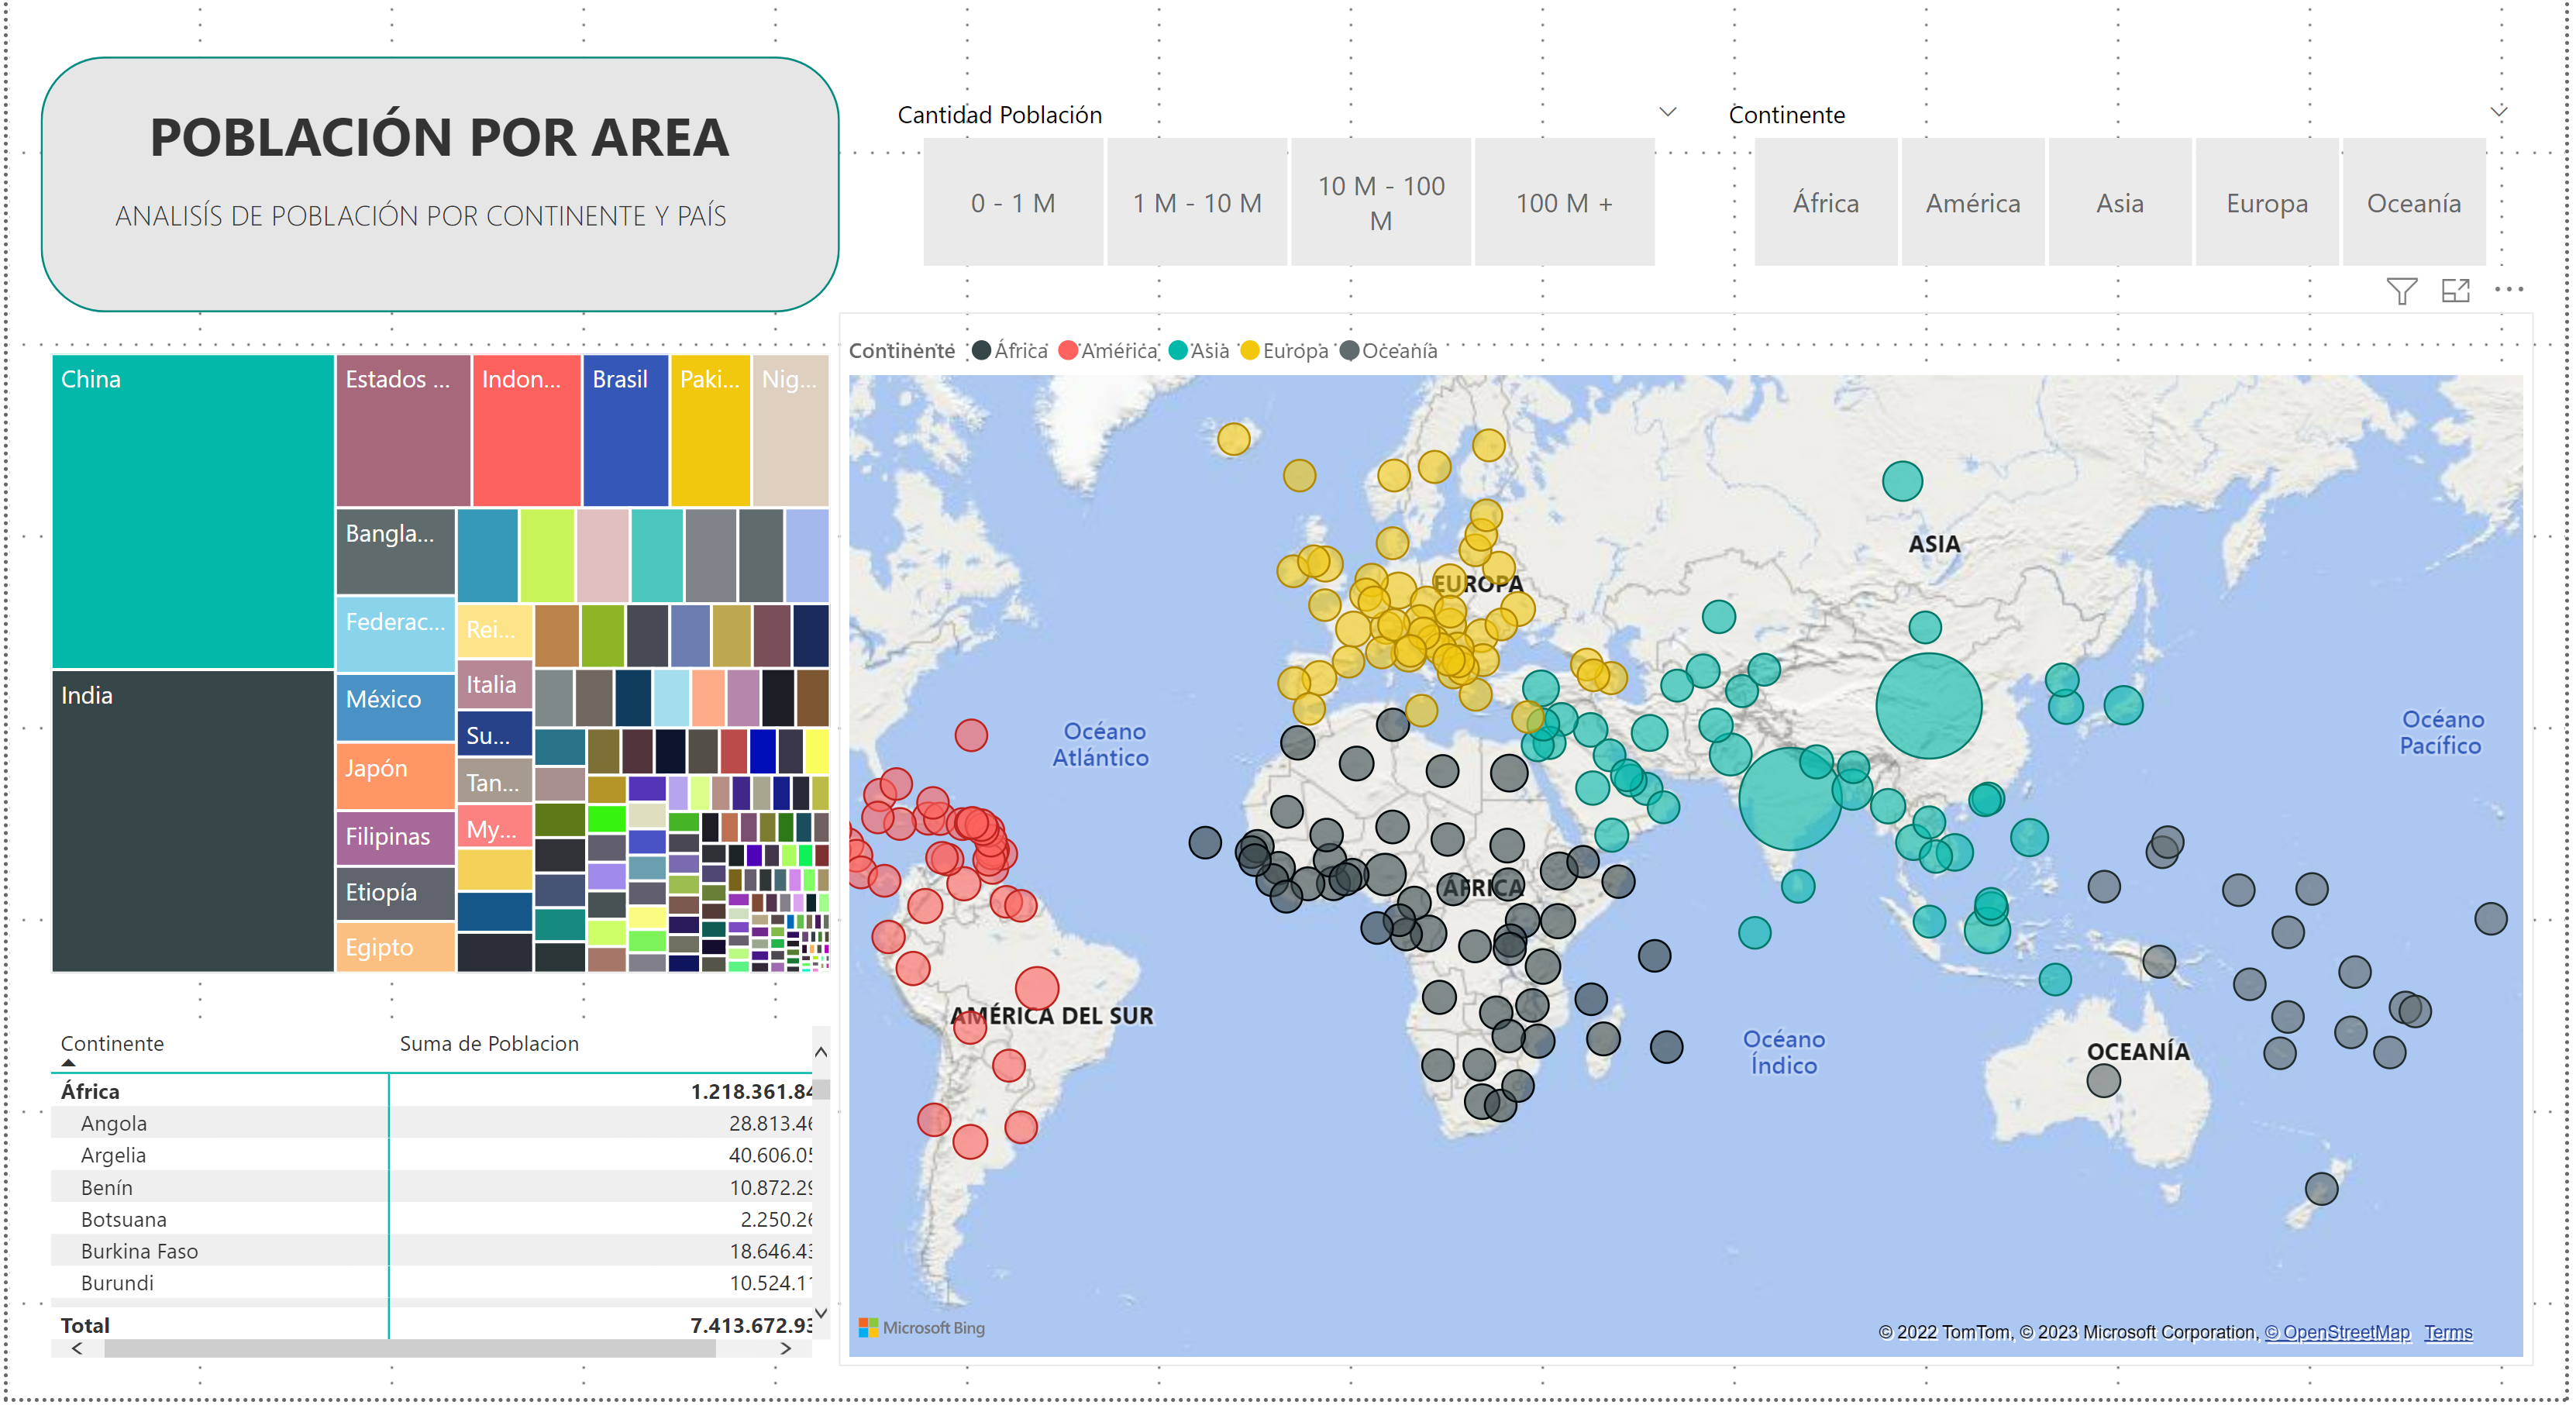 POBLACIÓN POR AREA
ANALISÍS DE POBLACIÓN POR CONTINENTE Y PAÍS
Cantidad Población
0 - 1 M
1 M - 10 M
10 M - 100
M
100 M +
Continente
África
América
Asia
Europa
Oceanía
China
India
Estados ...
Indon...
Brasil
Paki...
Nig...
Bangla...
Federac...
México
Japón
Filipinas
Etiopía
Egipto
Rei...
Italia
Su...
Tan...
My...
Continente África América Asia Europa Oceanía
ASIA
EUROPA
Océano
Atlántico
Océano
Pacífico
ÁFRICA
AMÉRICA DEL SUR
Océano
Índico
OCEANÍA
Microsoft Bing
© 2022 TomTom, © 2023 Microsoft Corporation, © OpenStreetMap Terms
Continente Suma de Poblacion
África 1.218.361.84
Angola 28.813.46
Argelia 40.606.05
Benín 10.872.29
Botsuana 2.250.26
Burkina Faso 18.646.43
Burundi 10.524.11
Total 7.413.672.93